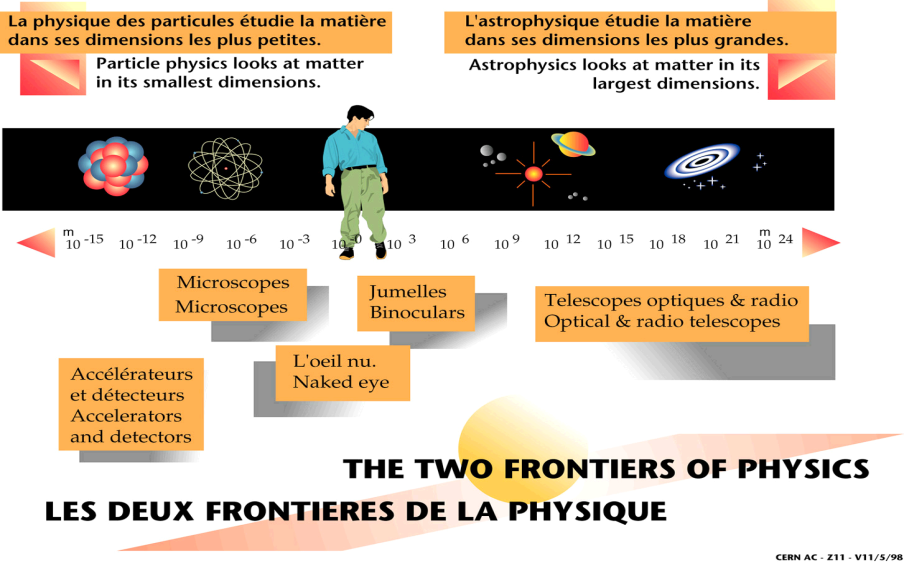 La physique des particules étudie la matière
dans ses dimensions les plus petites.
Particle physics looks at matter
in its smallest dimensions.
L'astrophysique étudie la matière
dans ses dimensions les plus grandes.
Astrophysics looks at matter in its
largest dimensions.
m m
10 -15 10 -12 10 -9 10 -6 10 -3 10 -0 10 3 10 6 10 9 10 12 10 15 10 18 10 21 10 24
Microscopes
Microscopes
Jumelles
Binoculars
Telescopes optiques & radio
Optical & radio telescopes
L'oeil nu.
Naked eye
Accélérateurs
et détecteurs
Accelerators
and detectors
THE TWO FRONTIERS OF PHYSICS
LES DEUX FRONTIERES DE LA PHYSIQUE
CERN AC - Z11 - V11/5/98